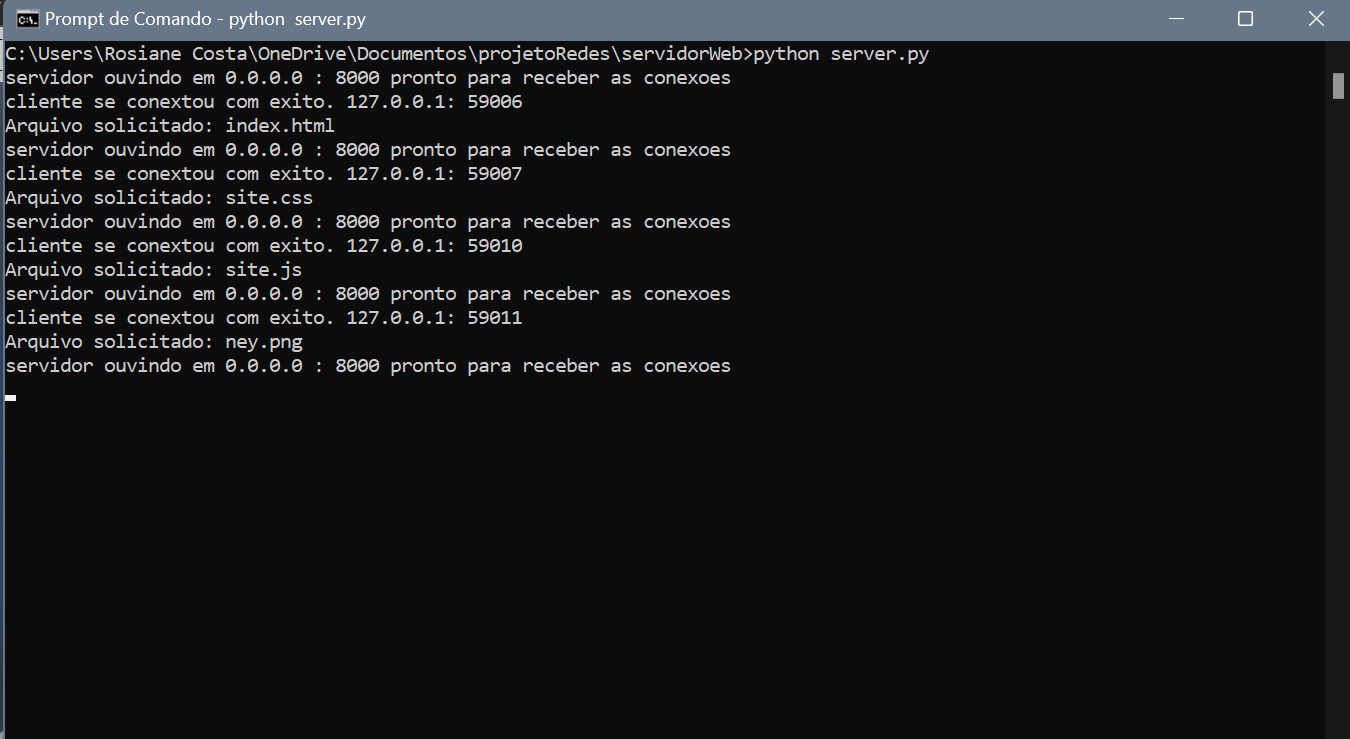 Prompt de Comando - python  server.py
C:\Users\Rosiane Costa\OneDrive\Documentos\projetoRedes\servidorWeb>python server.py
servidor ouvindo em 0.0.0.0 : 8000 pronto para receber as conexoes
cliente se conextou com exito. 127.0.0.1: 59006
Arquivo solicitado: index.html
servidor ouvindo em 0.0.0.0 : 8000 pronto para receber as conexoes
cliente se conextou com exito. 127.0.0.1: 59007
Arquivo solicitado: site.css
servidor ouvindo em 0.0.0.0 : 8000 pronto para receber as conexoes
cliente se conextou com exito. 127.0.0.1: 59010
Arquivo solicitado: site.js
servidor ouvindo em 0.0.0.0 : 8000 pronto para receber as conexoes
cliente se conextou com exito. 127.0.0.1: 59011
Arquivo solicitado: ney.png
servidor ouvindo em 0.0.0.0 : 8000 pronto para receber as conexoes